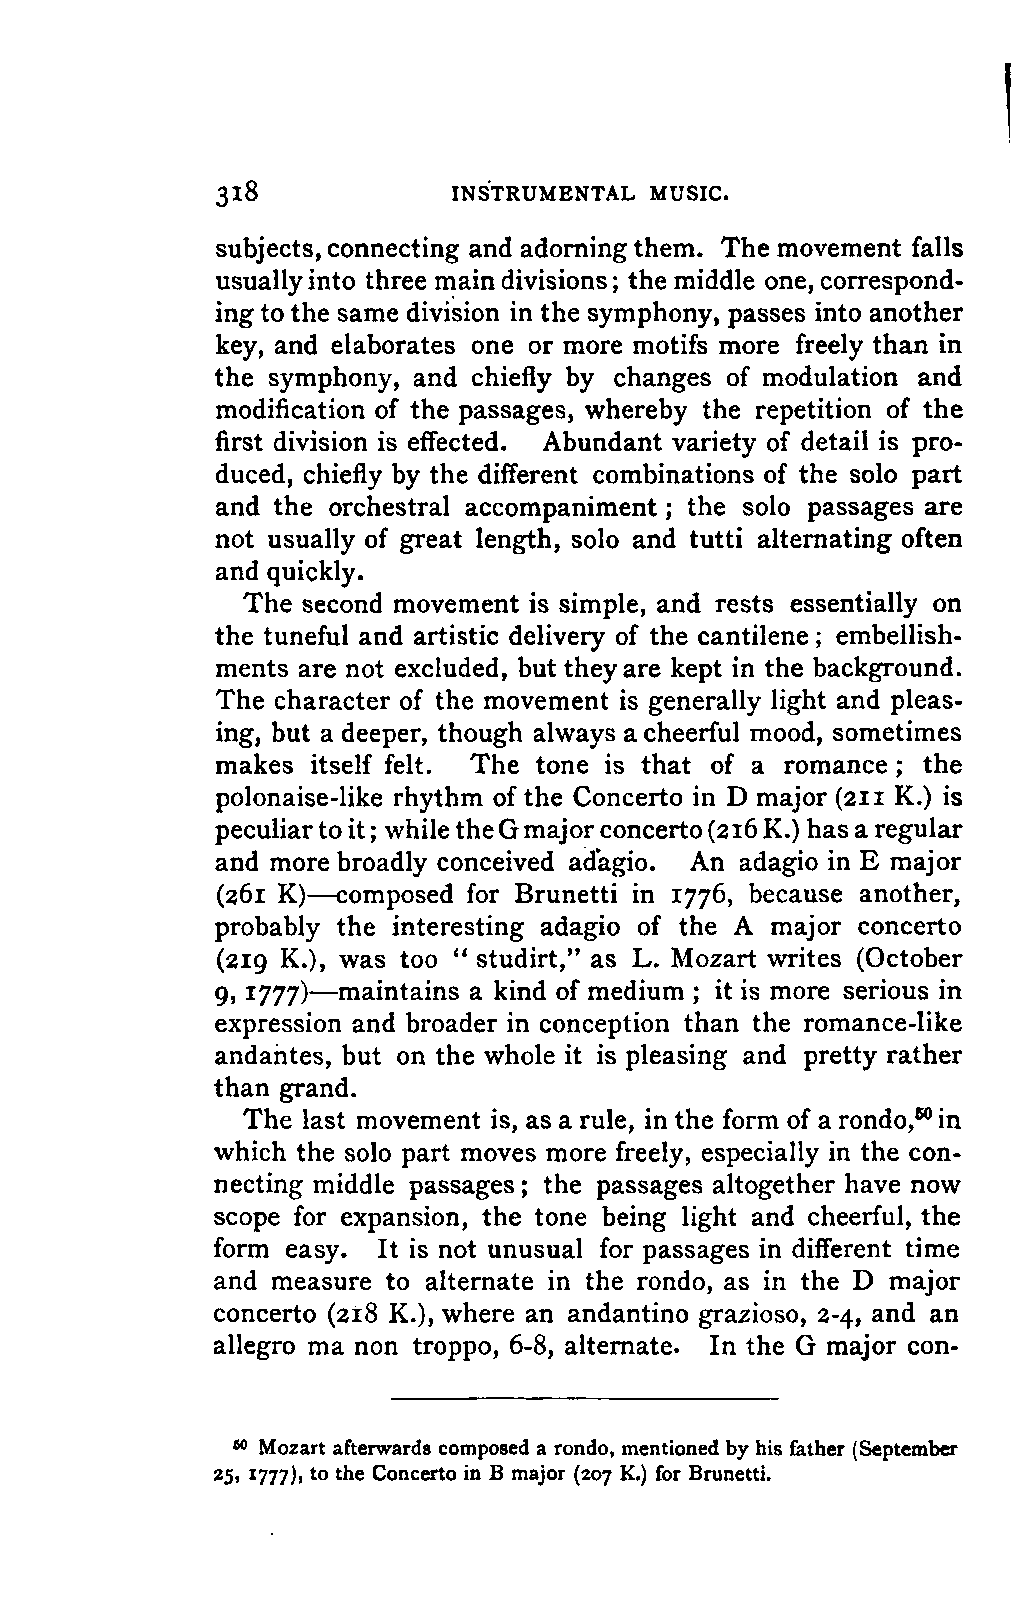 318 INSTRUMENTAL MUSIC.
subjects, connecting and adorning them. The movement falls
usually into three main divisions; the middle one, correspond-
ing to the same division in the symphony, passes into another
key, and elaborates one or more motifs more freely than in
the symphony, and chiefly by changes of modulation and
modification of the passages, whereby the repetition of the
first division is effected. Abundant variety of detail is pro-
duced, chiefly by the different combinations of the solo part
and the orchestral accompaniment; the solo passages are
not usually of great length, solo and tutti alternating often
and quickly.
The second movement is simple, and rests essentially on
the tuneful and artistic delivery of the cantilene; embellish-
ments are not excluded, but they are kept in the background.
The character of the movement is generally light and pleas-
ing, but a deeper, though always a cheerful mood, sometimes
makes itself felt. The tone is that of a romance; the
polonaise-like rhythm of the Concerto in D major (211 K.) is
peculiar to it; while the G major concerto (216 K.) has a regular
and more broadly conceived adagio. An adagio in E major
(261 K)—composed for Brunetti in 1776, because another,
probably the interesting adagio of the A major concerto
(219 K.), was too "studirt," as L. Mozart writes (October
9, 1777)—maintains a kind of medium; it is more serious in
expression and broader in conception than the romance-like
andantes, but on the whole it is pleasing and pretty rather
than grand.
The last movement is, as a rule, in the form of a rondo,⁵⁰ in
which the solo part moves more freely, especially in the con-
necting middle passages; the passages altogether have now
scope for expansion, the tone being light and cheerful, the
form easy. It is not unusual for passages in different time
and measure to alternate in the rondo, as in the D major
concerto (218 K.), where an andantino grazioso, 2-4, and an
allegro ma non troppo, 6-8, alternate. In the G major con-
⁵⁰ Mozart afterwards composed a rondo, mentioned by his father (September
25, 1777), to the Concerto in B major (207 K.) for Brunetti.